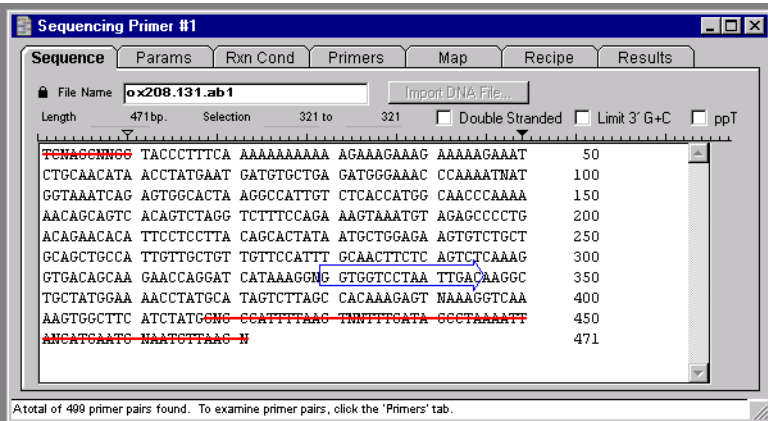 Sequencing Primer #1
Sequence Params Rxn Cond Primers Map Recipe Results
File Name ox208.131.ab1 Import DNA File...
Length 471bp. Selection 321 to 321 Double Stranded Limit 3´ G+C ppT
TCNAGCNNGG TACCCTTTCA AAAAAAAAAA AGAAAGAAAG AAAAAGAAAT 50
CTGCAACATA ACCTATGAAT GATGTGCTGA GATGGGAAAC CCAAAATNAT 100
GGTAAATCAG AGTGGCACTA AGGCCATTGT CTCACCATGG CAACCCAAAA 150
AACAGCAGTC ACAGTCTAGG TCTTTCCAGA AAGTAAATGT AGAGCCCCTG 200
ACAGAACACA TTCCTCCTTA CAGCACTATA ATGCTGGAGA AGTGTCTGCT 250
GCAGCTGCCA TTGTTGCTGT TGTTCCATTT GCAACTTCTC AGTCTCAAAG 300
GTGACAGCAA GAACCAGGAT CATAAAGGNG GTGGTCCTAA TTGACAAGGC 350
TGCTATGGAA AACCTATGCA TAGTCTTAGC CACAAAGAGT NAAAGGTCAA 400
AAGTGGCTTC ATCTATGGNG CCATTTTAAG TNNTTTGATA GCCTAAAATT 450
ANCATGAATG NAATGTTAAG N 471
A total of 499 primer pairs found. To examine primer pairs, click the 'Primers' tab.